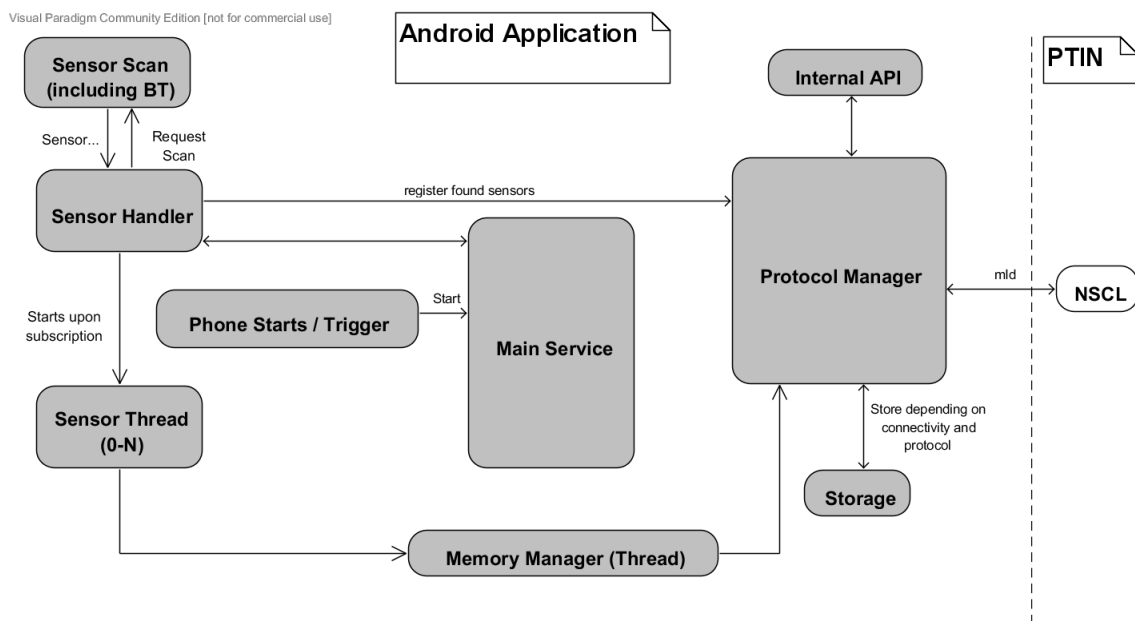 Visual Paradigm Community Edition [not for commercial use]
Android Application
PTIN
Sensor Scan
(including BT)
Internal API
Sensor...
Request
Scan
Sensor Handler
register found sensors
Protocol Manager
mId
NSCL
Phone Starts / Trigger
Start
Main Service
Starts upon
subscription
Sensor Thread
(0-N)
Store depending on
connectivity and
protocol
Storage
Memory Manager (Thread)